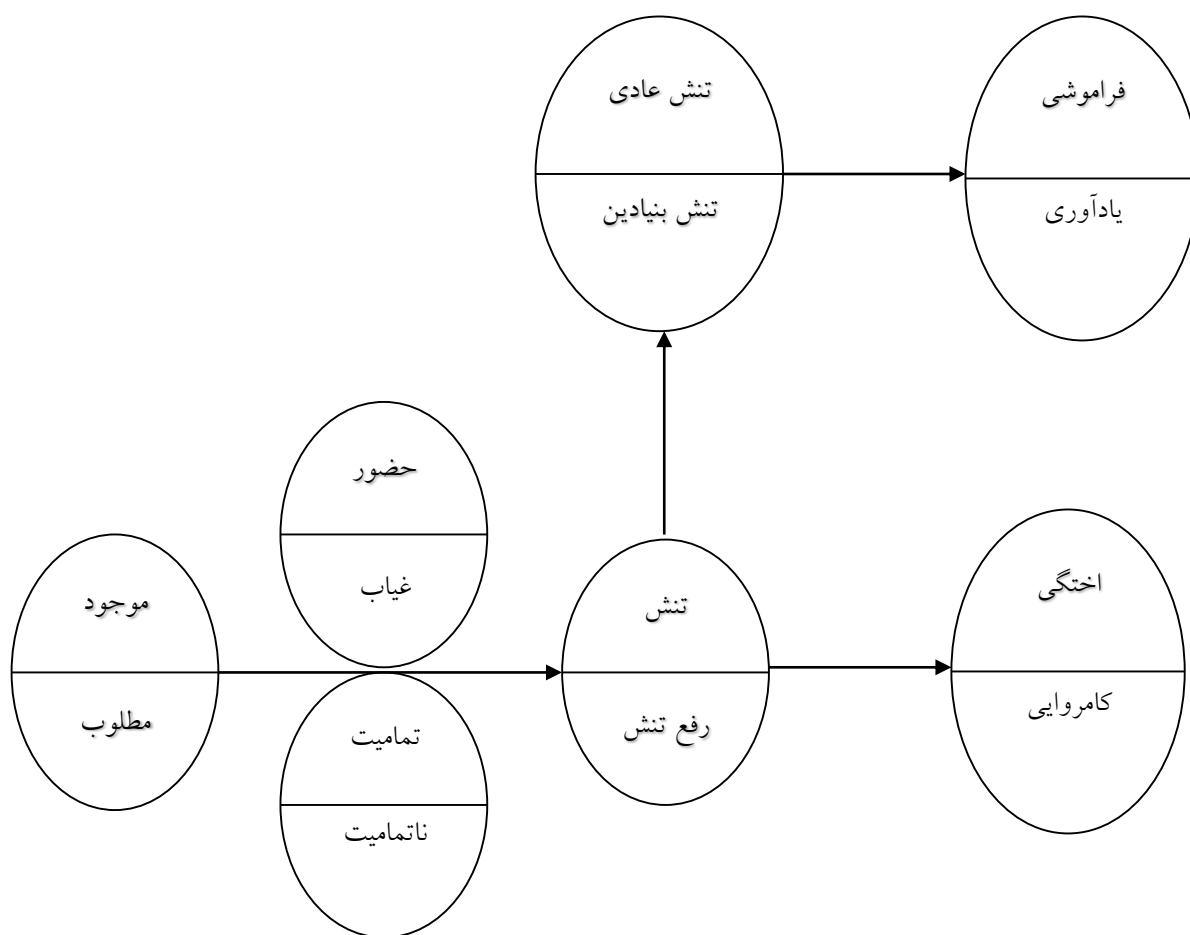 تنش عادی
تنش بنیادین
فراموشی
یادآوری
حضور
غیاب
موجود
مطلوب
تمامیت
ناتمامیت
تنش
رفع تنش
اختگی
کامروایی